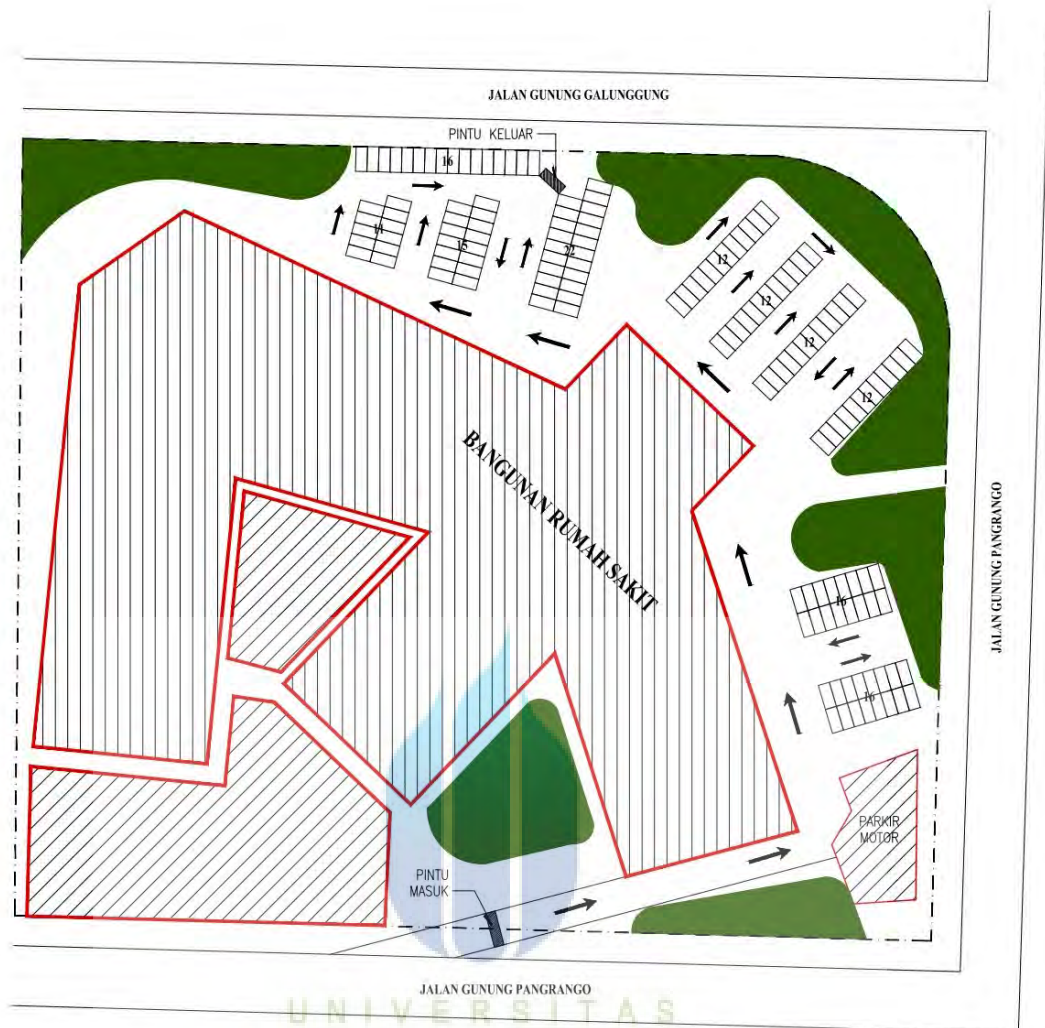 JALAN GUNUNG GALUNGGUNG
PINTU KELUAR
16
11
15
22
12
12
12
12
BANGUNAN RUMAH SAKIT
JALAN GUNUNG PANGRANGO
16
16
PARKIR
MOTOR
PINTU
MASUK
JALAN GUNUNG PANGRANGO
UNIVERSITAS